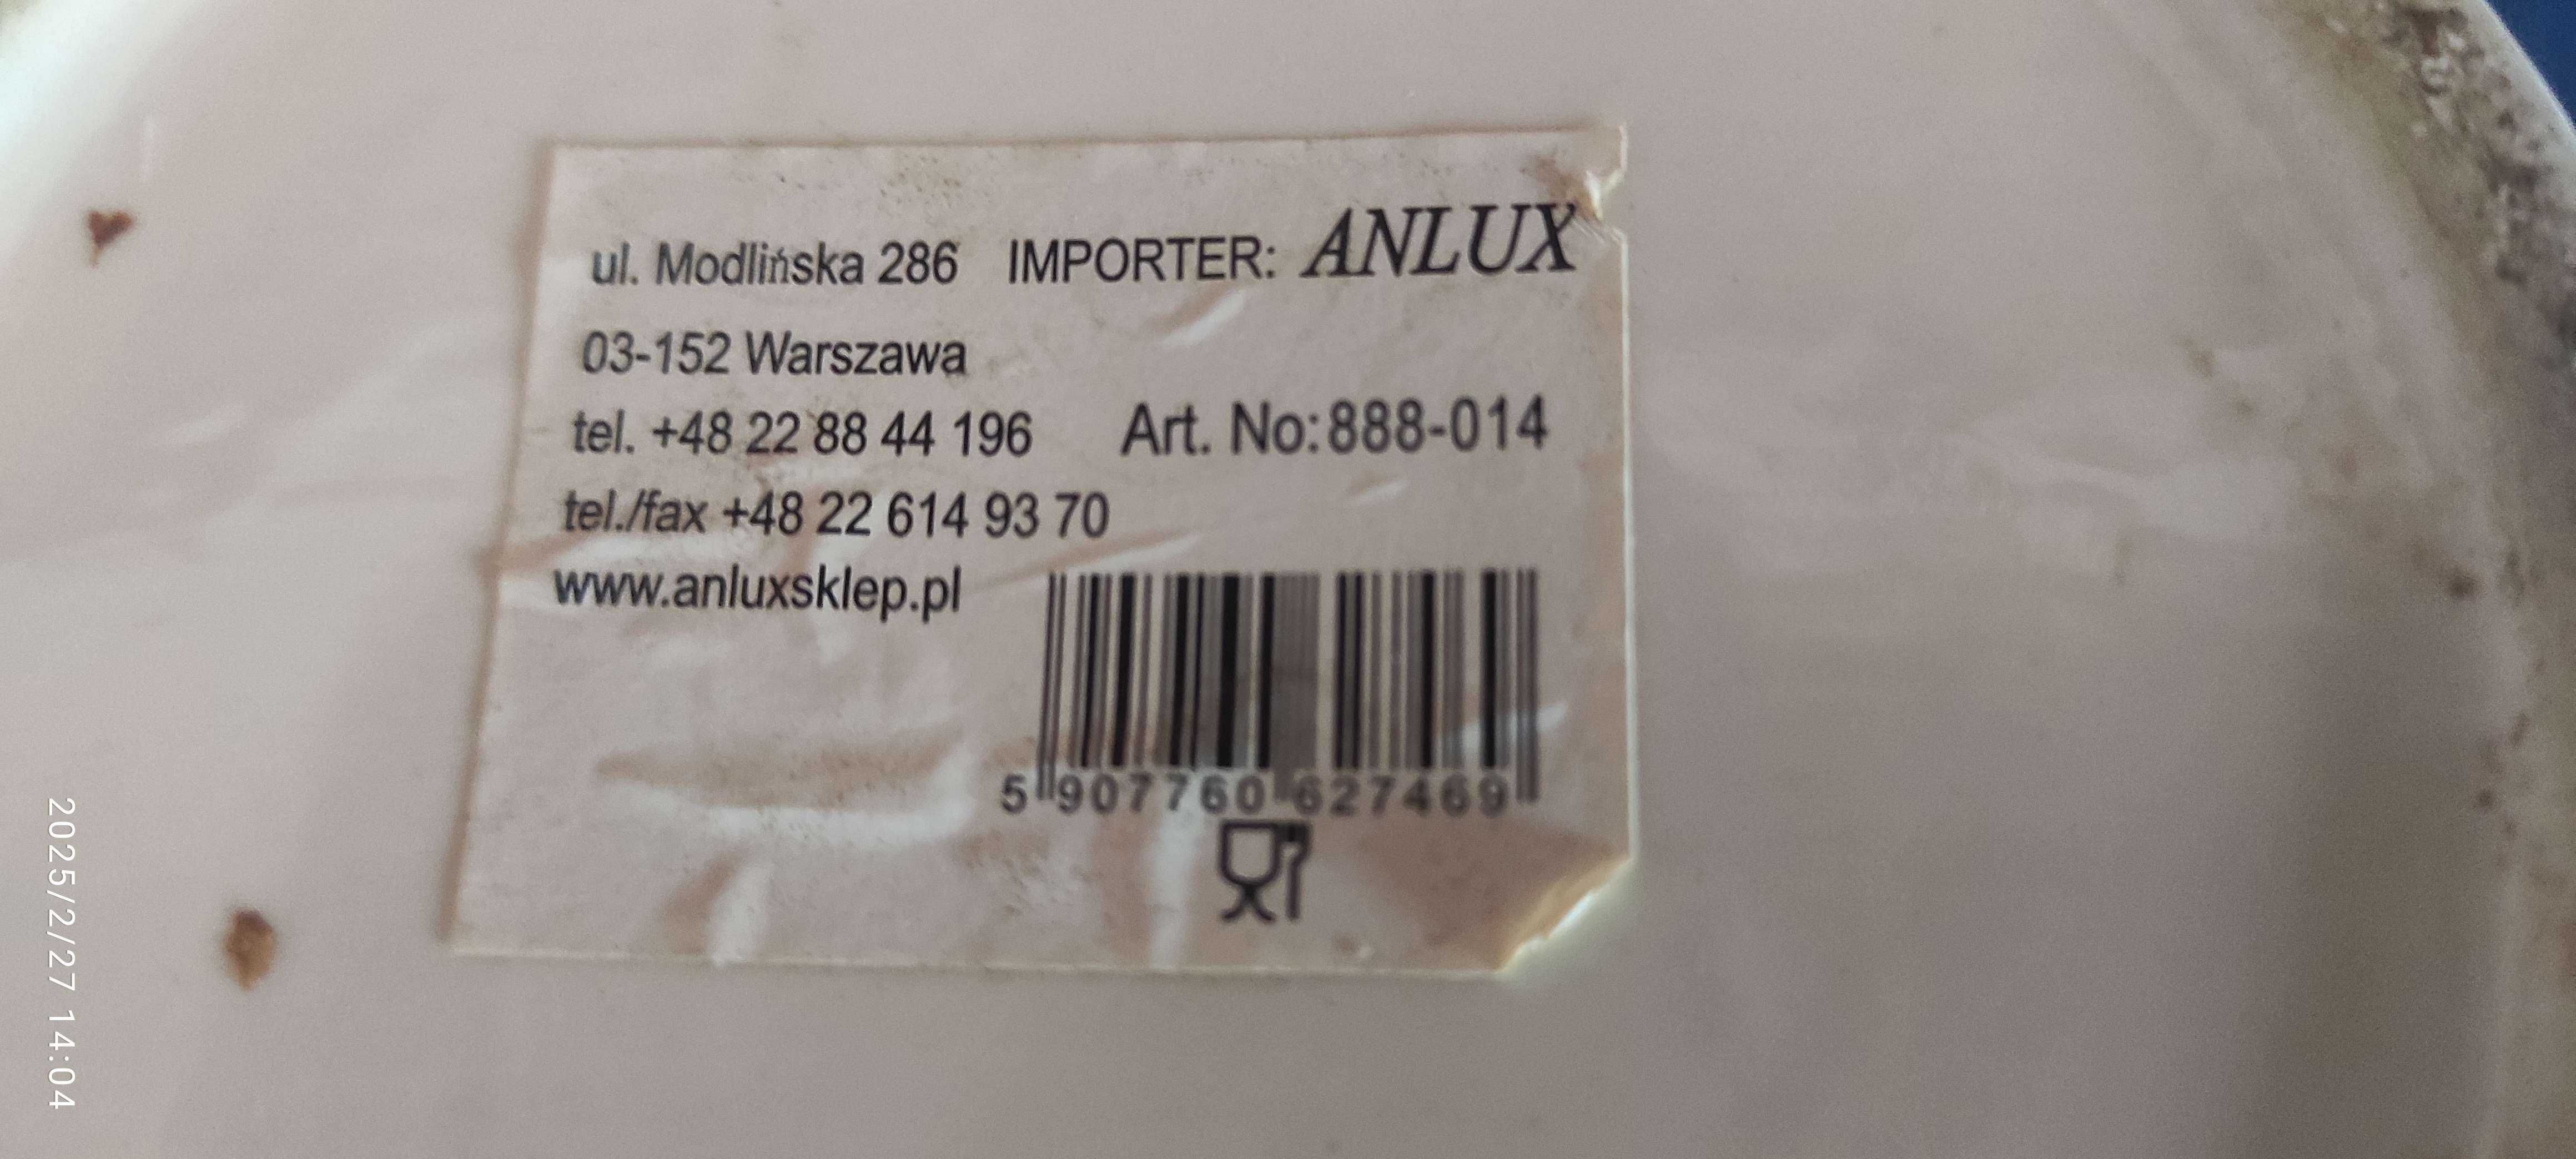 ul. Modlińska 286 IMPORTER: ANLUX
03-152 Warszawa
tel. +48 22 88 44 196 Art. No:888-014
tel./fax +48 22 614 93 70
www.anluxsklep.pl
5 907760 627469
2025/2/27 14:04